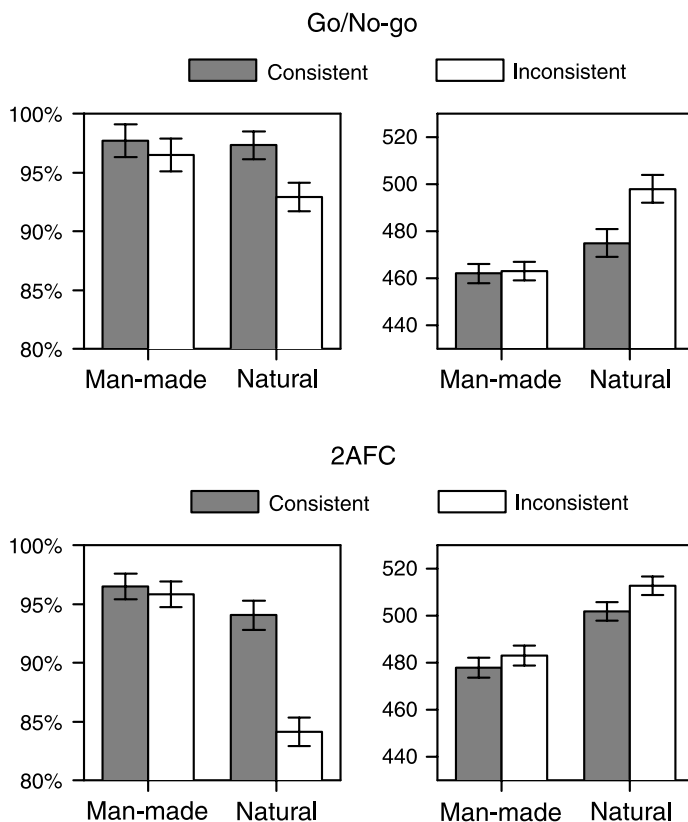 Go/No-go
Consistent Inconsistent
100%
95%
90%
85%
80%
Man-made Natural
520
500
480
460
440
Man-made Natural
2AFC
Consistent Inconsistent
100%
95%
90%
85%
80%
Man-made Natural
520
500
480
460
440
Man-made Natural